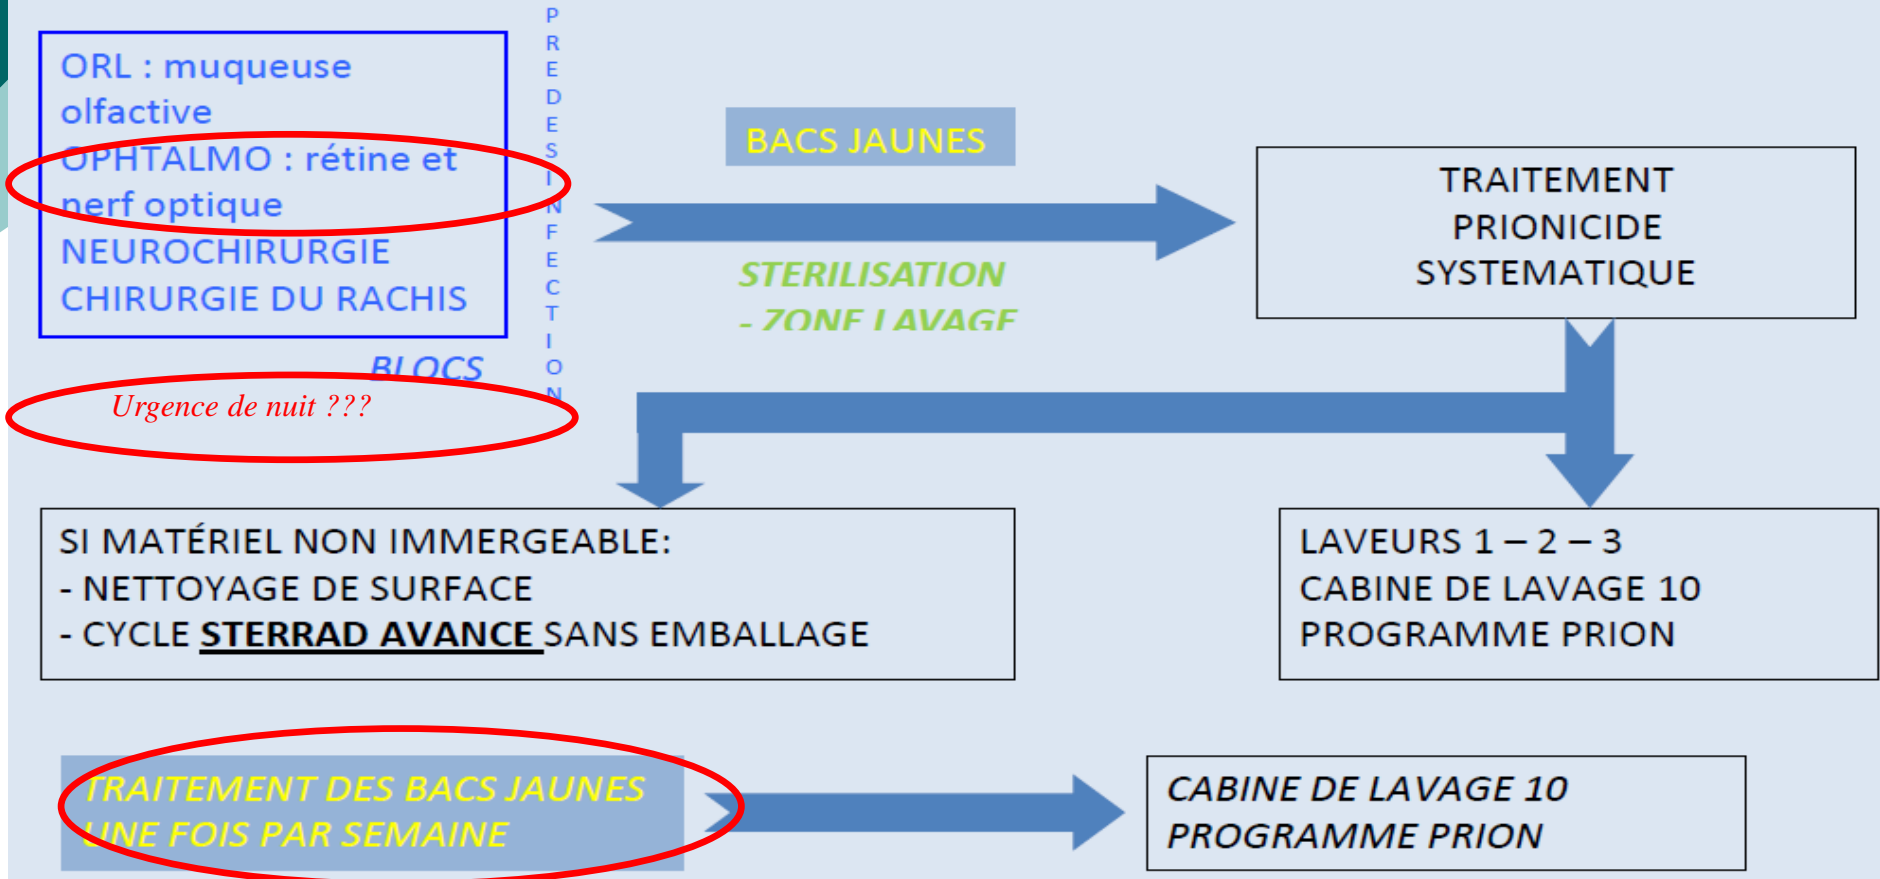 ORL : muqueuse
olfactive
OPHTALMO : rétine et
nerf optique
NEUROCHIRURGIE
CHIRURGIE DU RACHIS
BLOCS
PREDESINFECTION
Urgence de nuit ???
BACS JAUNES
STERILISATION
- ZONE LAVAGE
TRAITEMENT
PRIONICIDE
SYSTEMATIQUE
SI MATÉRIEL NON IMMERGEABLE:
- NETTOYAGE DE SURFACE
- CYCLE STERRAD AVANCE SANS EMBALLAGE
LAVEURS 1 – 2 – 3
CABINE DE LAVAGE 10
PROGRAMME PRION
TRAITEMENT DES BACS JAUNES
UNE FOIS PAR SEMAINE
CABINE DE LAVAGE 10
PROGRAMME PRION